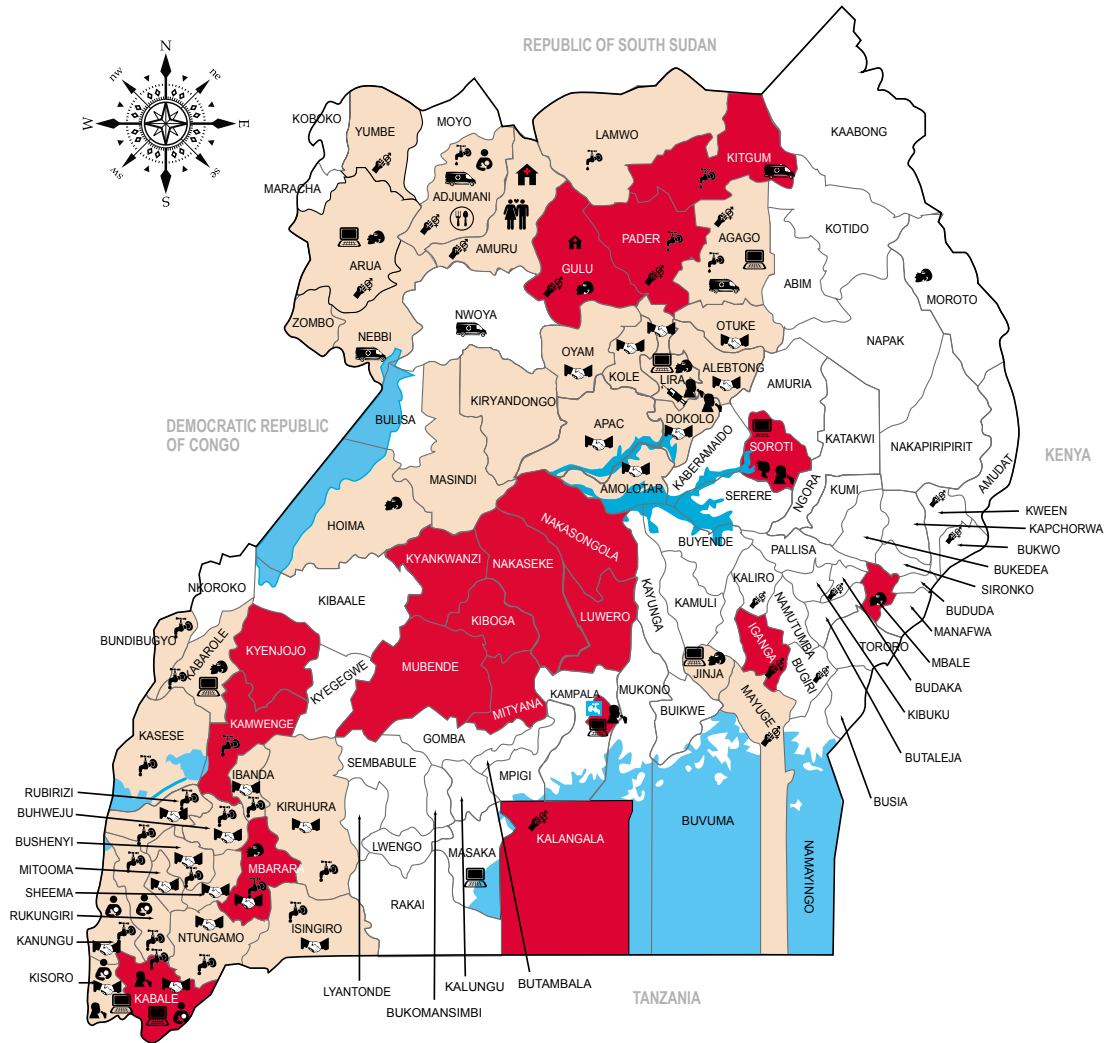 REPUBLIC OF SOUTH SUDAN
N
nw
ne
W
E
sw
se
S
KOBOKO
YUMBE
MOYO
LAMWO
KAABONG
KITGUM
MARACHA
ADJUMANI
KOTIDO
PADER
AGAGO
AMURU
ARUA
GULU
ABIM
MOROTO
ZOMBO
NWOYA
NEBBI
OTUKE
NAPAK
OYAM
KOLE
LIRA
ALEBTONG
AMURIA
KIRYANDONGO
DEMOCRATIC REPUBLIC
OF CONGO
BULISA
APAC
DOKOLO
KABERAMAIDO
SOROTI
KATAKWI
NAKAPIRIPIRIT
KENYA
AMUDAT
MASINDI
AMOLOTAR
SERERE
NGORA
KUMI
HOIMA
NAKASONGOLA
KWEEN
KAPCHORWA
BUKWO
BUYENDE
PALLISA
KYANKWANZI
NAKASEKE
BUKEDEA
SIRONKO
NKOROKO
KIBAALE
KAYUNGA
KALIRO
KAMULI
NAMUTUMBA
BUDUDA
MANAFWA
KIBOGA
LUWERO
BUNDIBUGYO
KABAROLE
KYENJOJO
IGANGA
TORORO
MBALE
MUBENDE
KYEGEGWE
JINJA
BUGIRI
BUDAKA
MITYANA
KAMPALA
MUKONO
MAYUGE
KIBUKU
KAMWENGE
BUIKWE
KASESE
GOMBA
BUTALEJA
SEMBABULE
MPIGI
IBANDA
KIRUHURA
RUBIRIZI
BUSIA
BUHWEJU
BUVUMA
BUSHENYI
KALANGALA
LWENGO
MASAKA
NAMAYINGO
MITOOMA
MBARARA
SHEEMA
RAKAI
RUKUNGIRI
ISINGIRO
NTUNGAMO
KANUNGU
KISORO
KABALE
LYANTONDE
KALUNGU
BUTAMBALA
BUKOMANSIMBI
TANZANIA